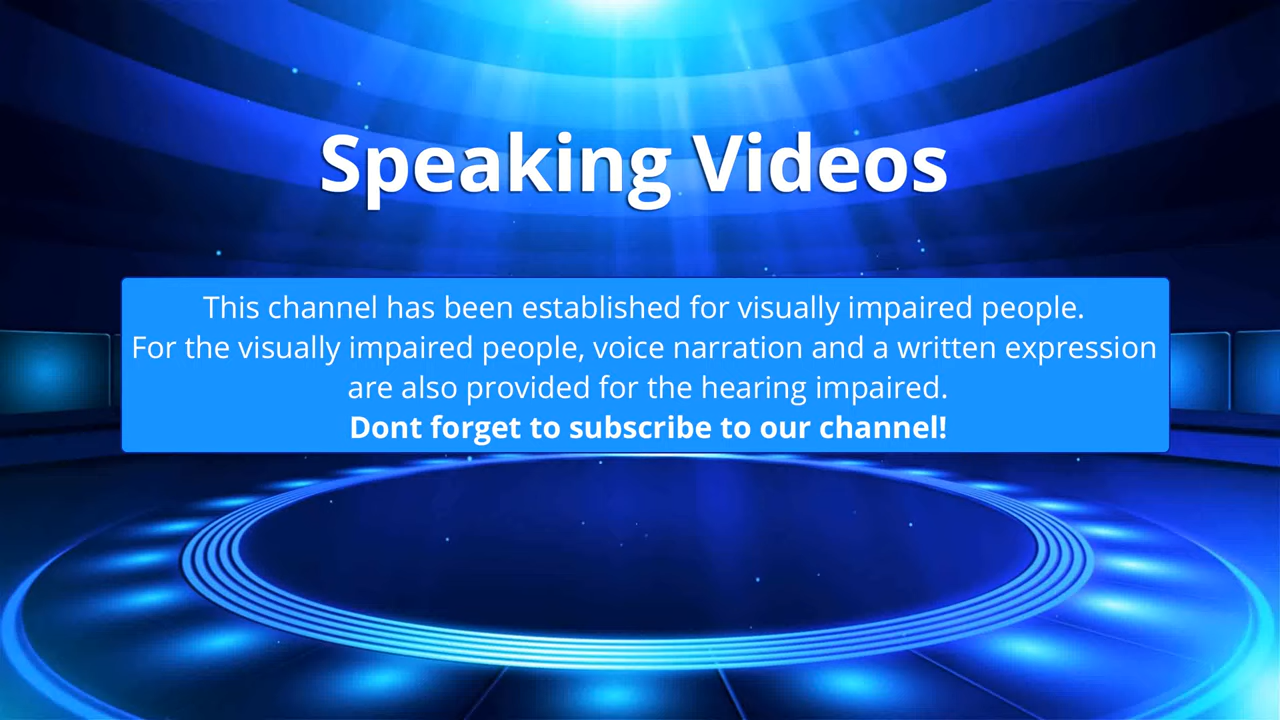 Speaking Videos
This channel has been established for visually impaired people.
For the visually impaired people, voice narration and a written expression
are also provided for the hearing impaired.
Dont forget to subscribe to our channel!